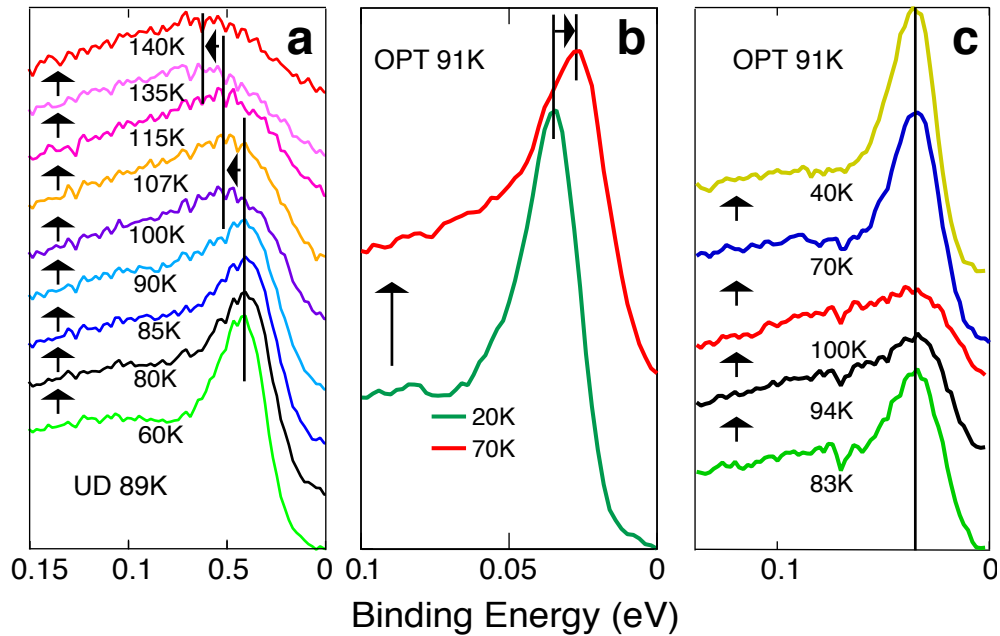 a
140K
135K
115K
107K
100K
90K
85K
80K
60K
UD 89K
0.15
0.1
0.5
0
b
OPT 91K
20K
70K
0.1
0.05
0
c
OPT 91K
40K
70K
100K
94K
83K
0.1
0
Binding Energy (eV)